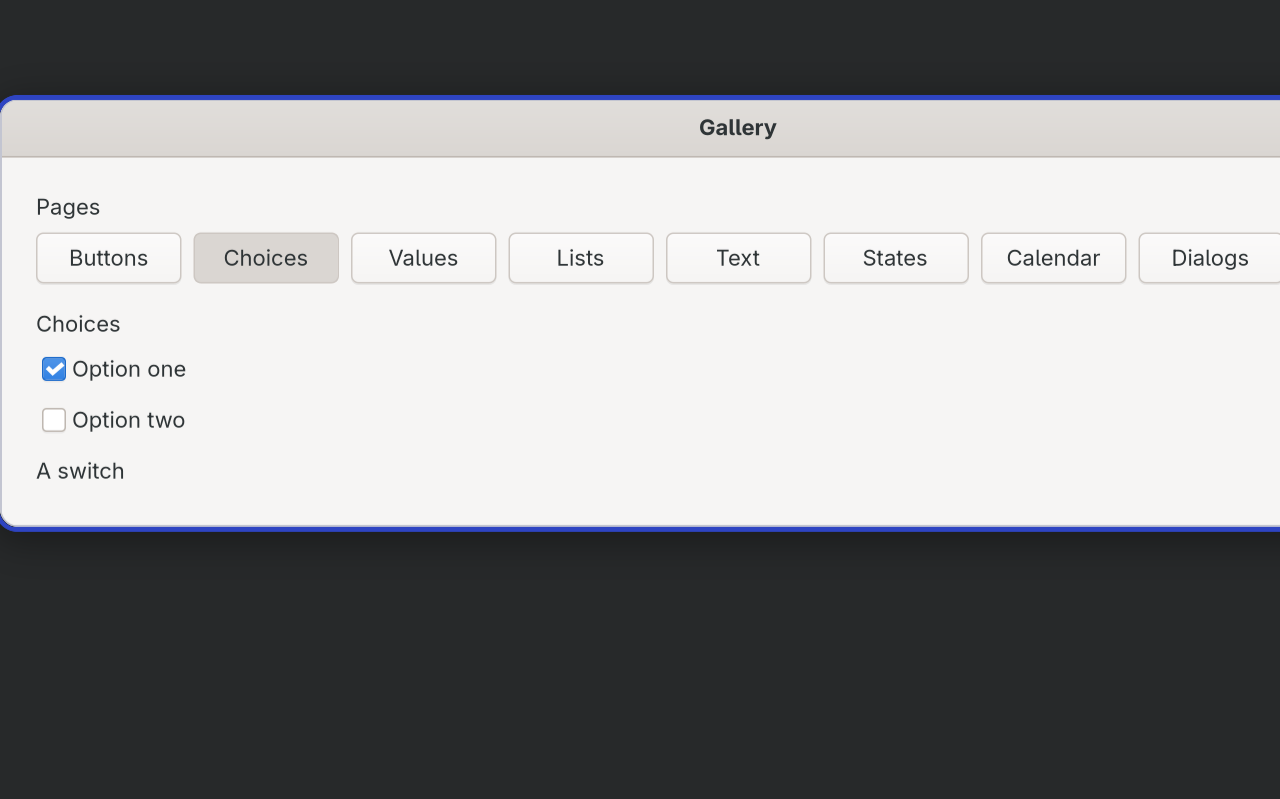 Gallery
Pages
Buttons Choices Values Lists Text States Calendar Dialogs
Choices
Option one
Option two
A switch